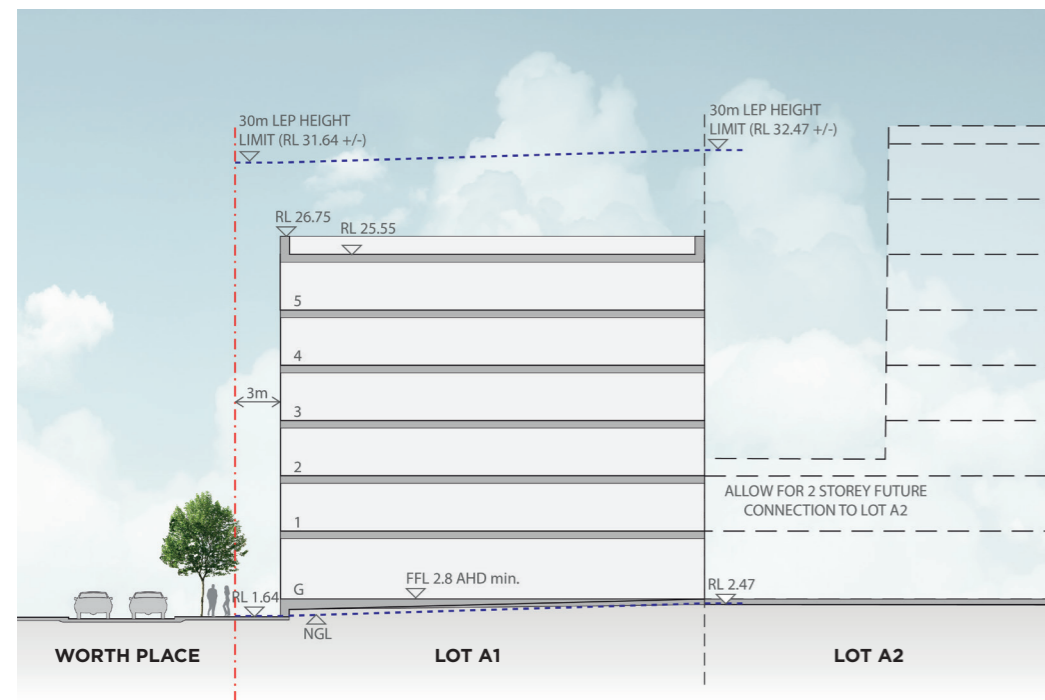 30m LEP HEIGHT
LIMIT (RL 31.64 +/-)
30m LEP HEIGHT
LIMIT (RL 32.47 +/-)
RL 26.75
RL 25.55
5
4
3m
3
2
ALLOW FOR 2 STOREY FUTURE
CONNECTION TO LOT A2
1
FFL 2.8 AHD min.
G
RL 1.64
RL 2.47
NGL
WORTH PLACE
LOT A1
LOT A2